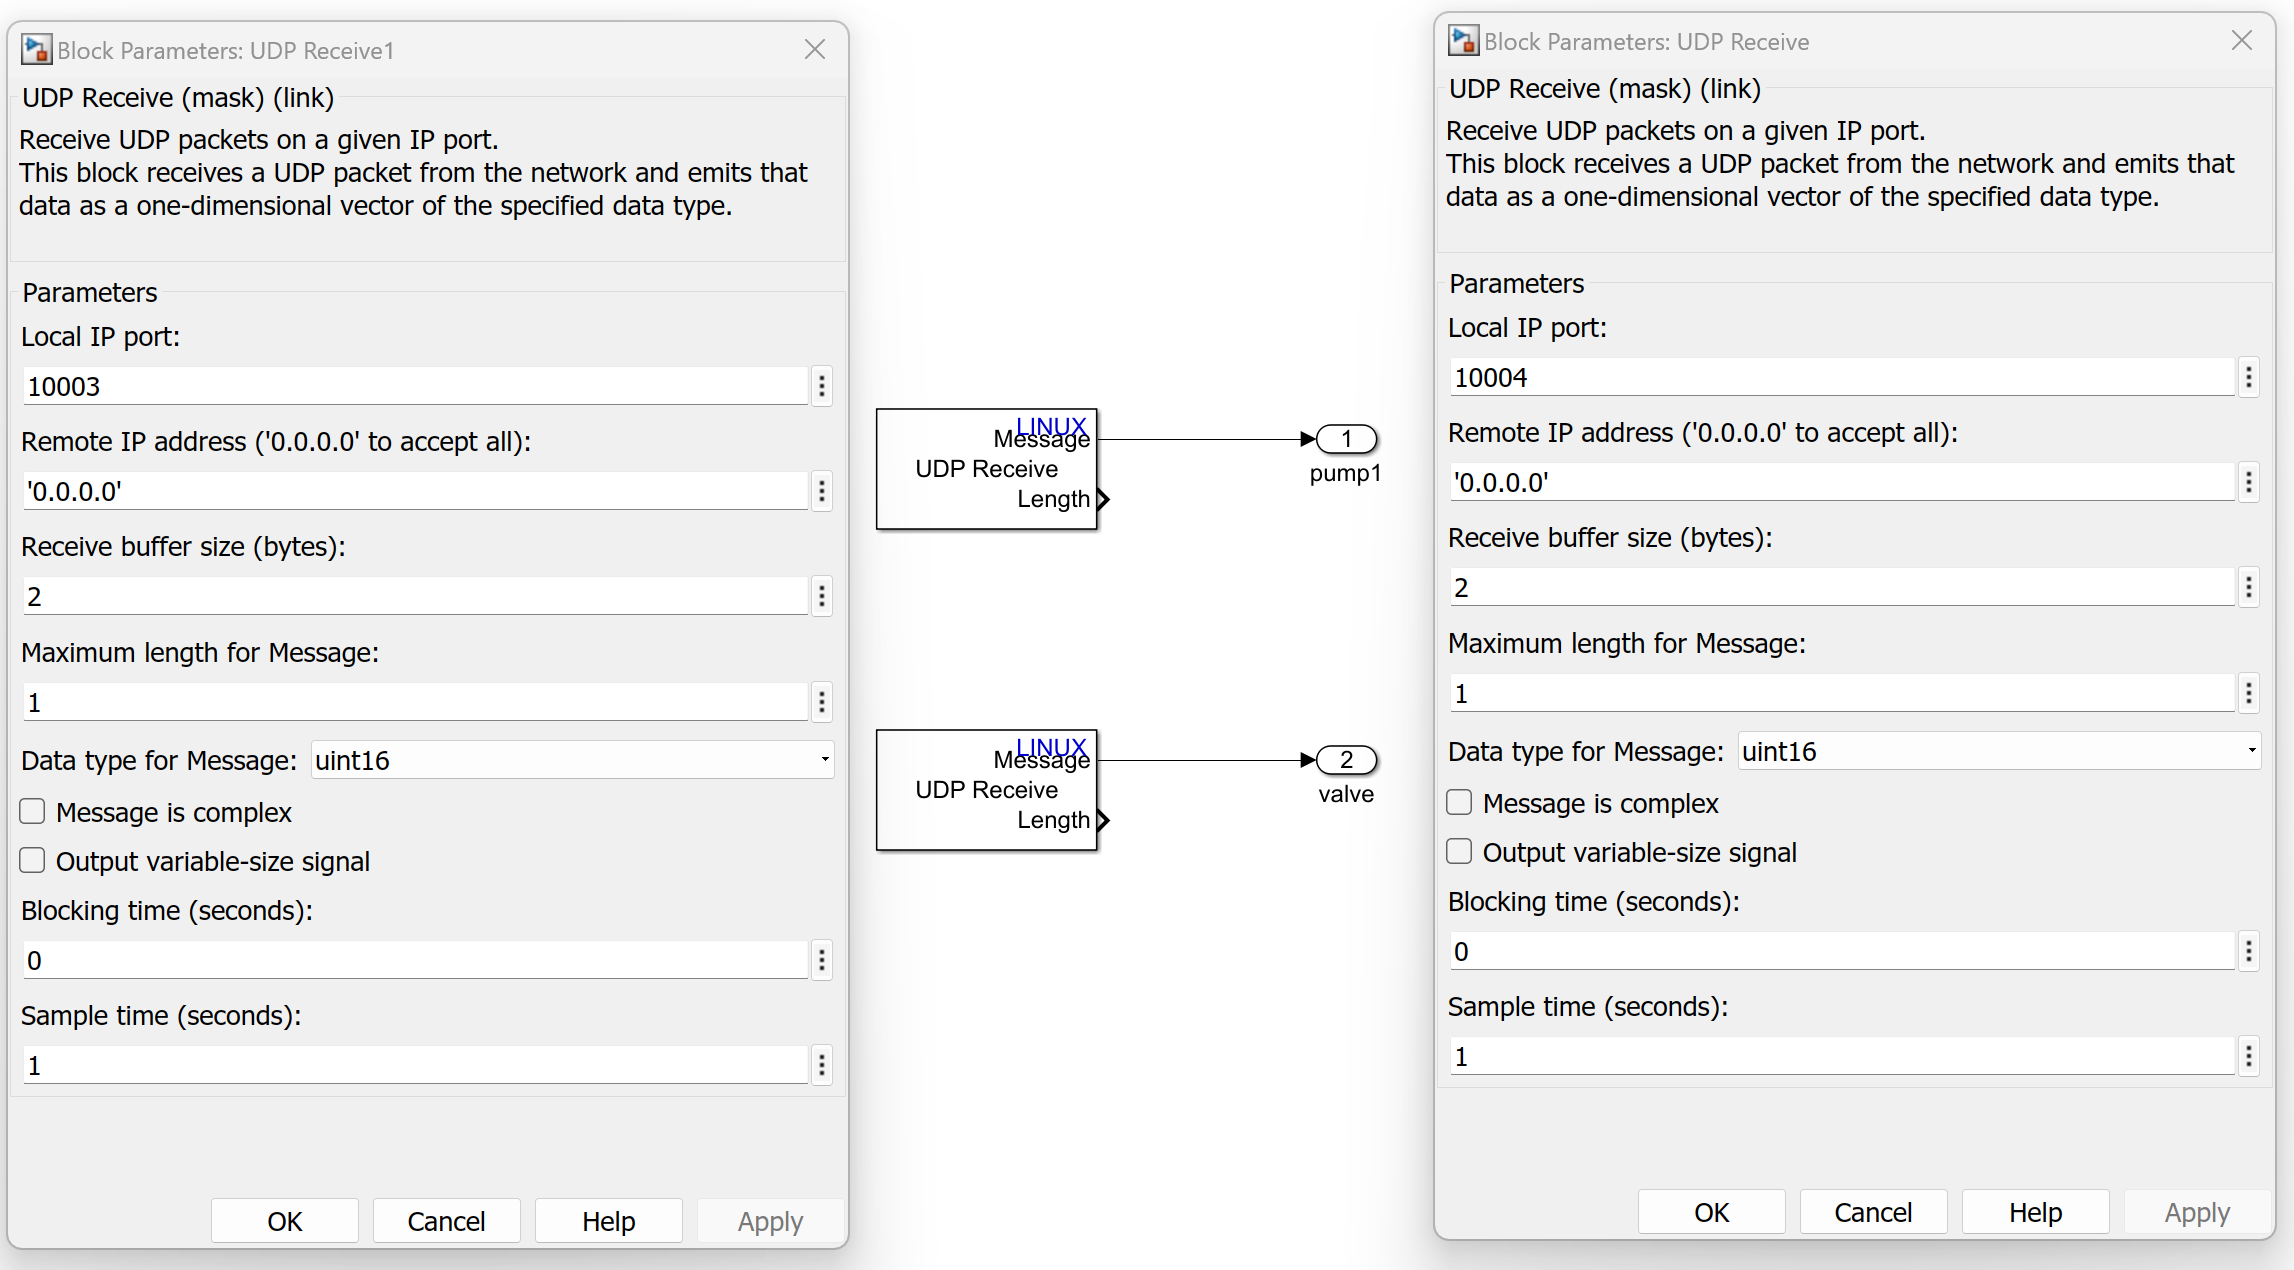 Block Parameters: UDP Receive1
UDP Receive (mask) (link)
Receive UDP packets on a given IP port.
This block receives a UDP packet from the network and emits that
data as a one-dimensional vector of the specified data type.
Parameters
Local IP port:
10003
Remote IP address ('0.0.0.0' to accept all):
'0.0.0.0'
Receive buffer size (bytes):
2
Maximum length for Message:
1
Data type for Message: uint16
Message is complex
Output variable-size signal
Blocking time (seconds):
0
Sample time (seconds):
1
OK Cancel Help Apply
LINUX
Message
UDP Receive
Length
1
pump1
LINUX
Message
UDP Receive
Length
2
valve
Block Parameters: UDP Receive
UDP Receive (mask) (link)
Receive UDP packets on a given IP port.
This block receives a UDP packet from the network and emits that
data as a one-dimensional vector of the specified data type.
Parameters
Local IP port:
10004
Remote IP address ('0.0.0.0' to accept all):
'0.0.0.0'
Receive buffer size (bytes):
2
Maximum length for Message:
1
Data type for Message: uint16
Message is complex
Output variable-size signal
Blocking time (seconds):
0
Sample time (seconds):
1
OK Cancel Help Apply